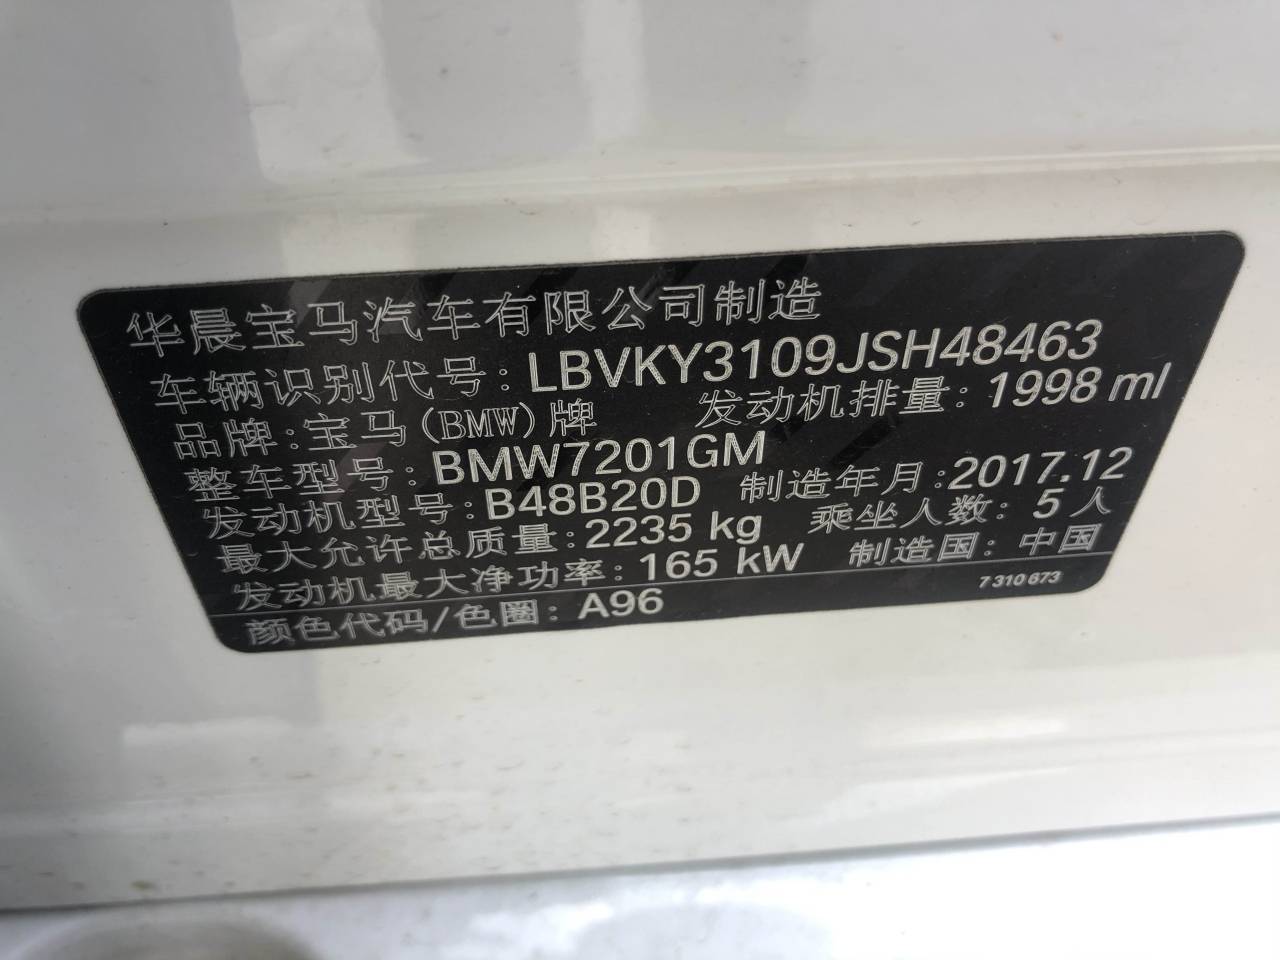 华晨宝马汽车有限公司制造
车辆识别代号: LBVKY3109JSH48463
品牌: 宝马(BMW)牌 发动机排量: 1998 ml
整车型号: BMW7201GM
发动机型号: B48B20D 制造年月: 2017.12
最大允许总质量: 2235 kg 乘坐人数: 5 人
发动机最大净功率: 165 kW 制造国: 中国
颜色代码/色圈: A96 7 310 673